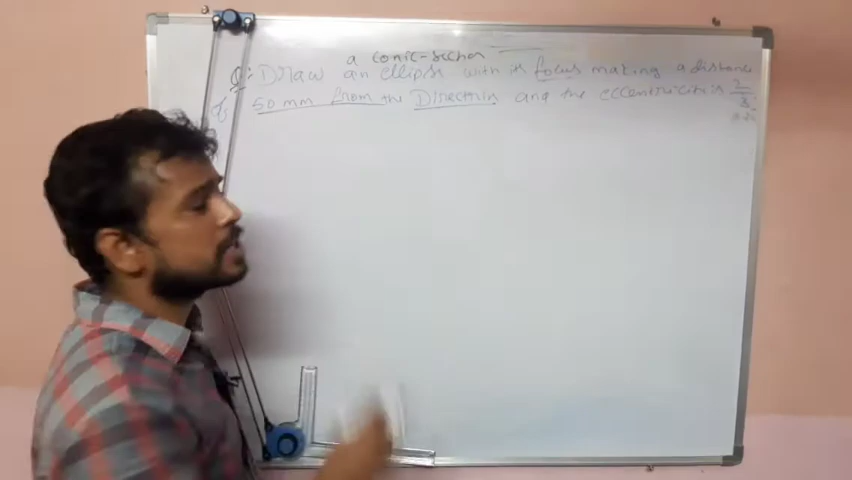 a conic-section
Q: Draw an ellipse with its focus making a distance
of 50 mm from the Directrix and the eccentricity is 2/3